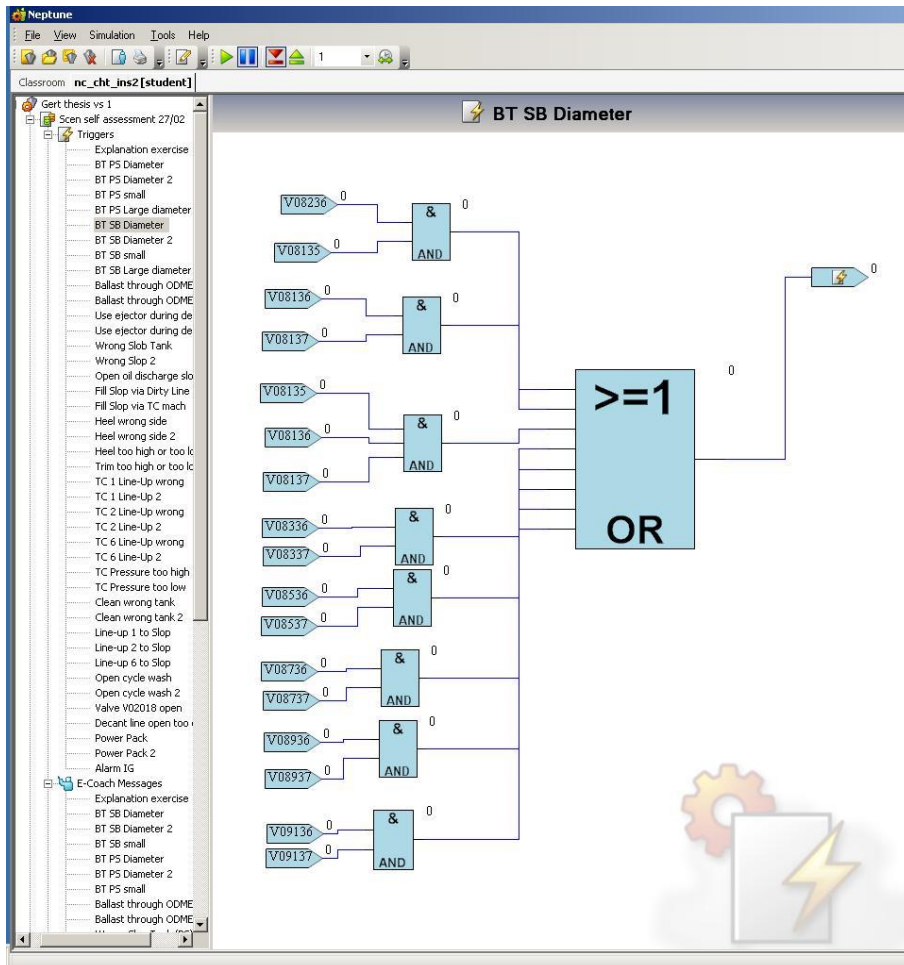 Neptune
File View Simulation Tools Help
1
Classroom nc_cht_ins2 [student]
Gert thesis vs 1
Scen self assessment 27/02
Triggers
Explanation exercise
BT PS Diameter
BT PS Diameter 2
BT PS small
BT PS Large diameter
BT SB Diameter
BT SB Diameter 2
BT SB small
BT SB Large diameter
Ballast through ODME
Ballast through ODME
Use ejector during de
Use ejector during de
Wrong Slob Tank
Wrong Slop 2
Open oil discharge slo
Fill Slop via Dirty Line
Fill Slop via TC mach
Heel wrong side
Heel wrong side 2
Heel too high or too lo
Trim too high or too lo
TC 1 Line-Up wrong
TC 1 Line-Up 2
TC 2 Line-Up wrong
TC 2 Line-Up 2
TC 6 Line-Up wrong
TC 6 Line-Up 2
TC Pressure too high
TC Pressure too low
Clean wrong tank
Clean wrong tank 2
Line-up 1 to Slop
Line-up 2 to Slop
Line-up 6 to Slop
Open cycle wash
Open cycle wash 2
Valve V02018 open
Decant line open too
Power Pack
Power Pack 2
Alarm IG
E-Coach Messages
Explanation exercise
BT SB Diameter
BT SB Diameter 2
BT SB small
BT PS Diameter
BT PS Diameter 2
BT PS small
Ballast through ODME
Ballast through ODME
BT SB Diameter
V08236 0
& 0
V08135 0
AND
V08136 0
& 0
V08137 0
AND
V08135 0
& 0
V08136 0
V08137 0
AND
V08336 0
& 0
V08337 0
AND
V08536 0
& 0
V08537 0
AND
V08736 0
& 0
V08737 0
AND
V08936 0
& 0
V08937 0
AND
V09136 0
& 0
V09137 0
AND
>=1
OR
0
0